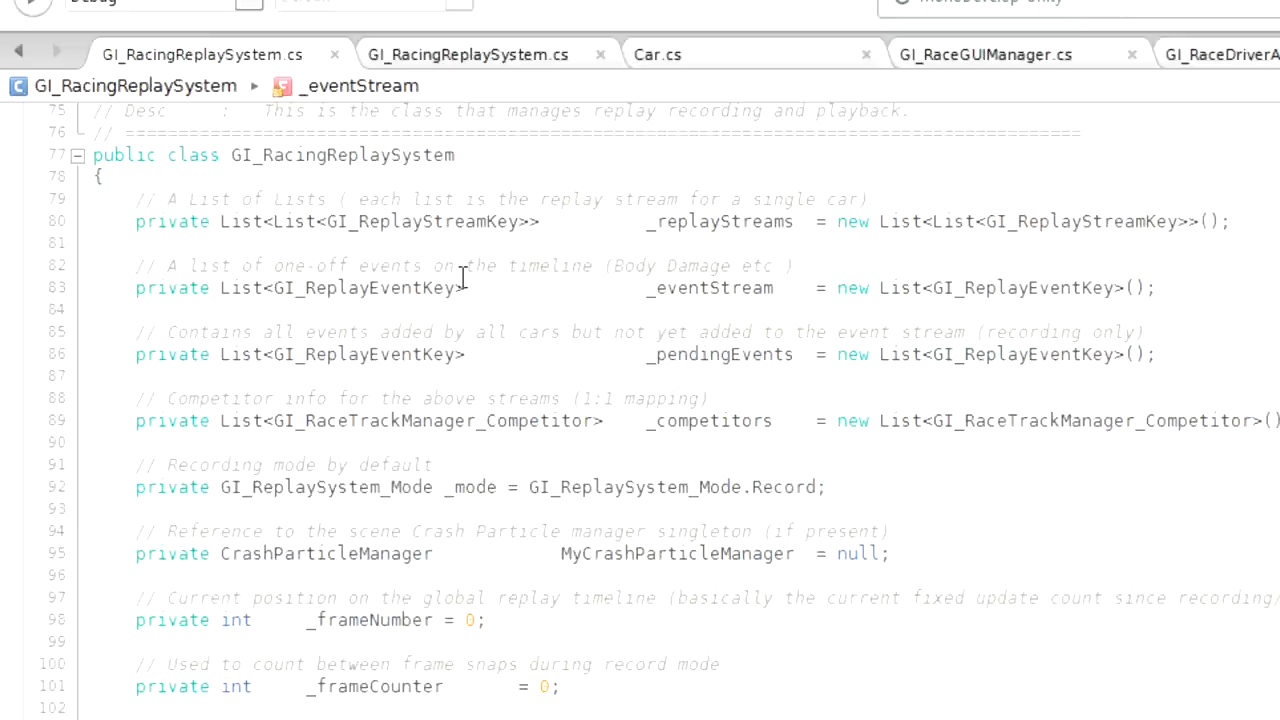 GI_RacingReplaySystem.cs × GI_RacingReplaySystem.cs × Car.cs × GI_RaceGUIManager.cs × GI_RaceDriverA
GI_RacingReplaySystem ▸ _eventStream
75 // Desc : This is the class that manages replay recording and playback.
76 // ==========================================================================================
77 public class GI_RacingReplaySystem
78 {
79 // A List of Lists ( each list is the replay stream for a single car)
80 private List<List<GI_ReplayStreamKey>> _replayStreams = new List<List<GI_ReplayStreamKey>>();
81
82 // A list of one-off events on the timeline (Body Damage etc )
83 private List<GI_ReplayEventKey> _eventStream = new List<GI_ReplayEventKey>();
84
85 // Contains all events added by all cars but not yet added to the event stream (recording only)
86 private List<GI_ReplayEventKey> _pendingEvents = new List<GI_ReplayEventKey>();
87
88 // Competitor info for the above streams (1:1 mapping)
89 private List<GI_RaceTrackManager_Competitor> _competitors = new List<GI_RaceTrackManager_Competitor>()
90
91 // Recording mode by default
92 private GI_ReplaySystem_Mode _mode = GI_ReplaySystem_Mode.Record;
93
94 // Reference to the scene Crash Particle manager singleton (if present)
95 private CrashParticleManager MyCrashParticleManager = null;
96
97 // Current position on the global replay timeline (basically the current fixed update count since recording/
98 private int _frameNumber = 0;
99
100 // Used to count between frame snaps during record mode
101 private int _frameCounter = 0;
102